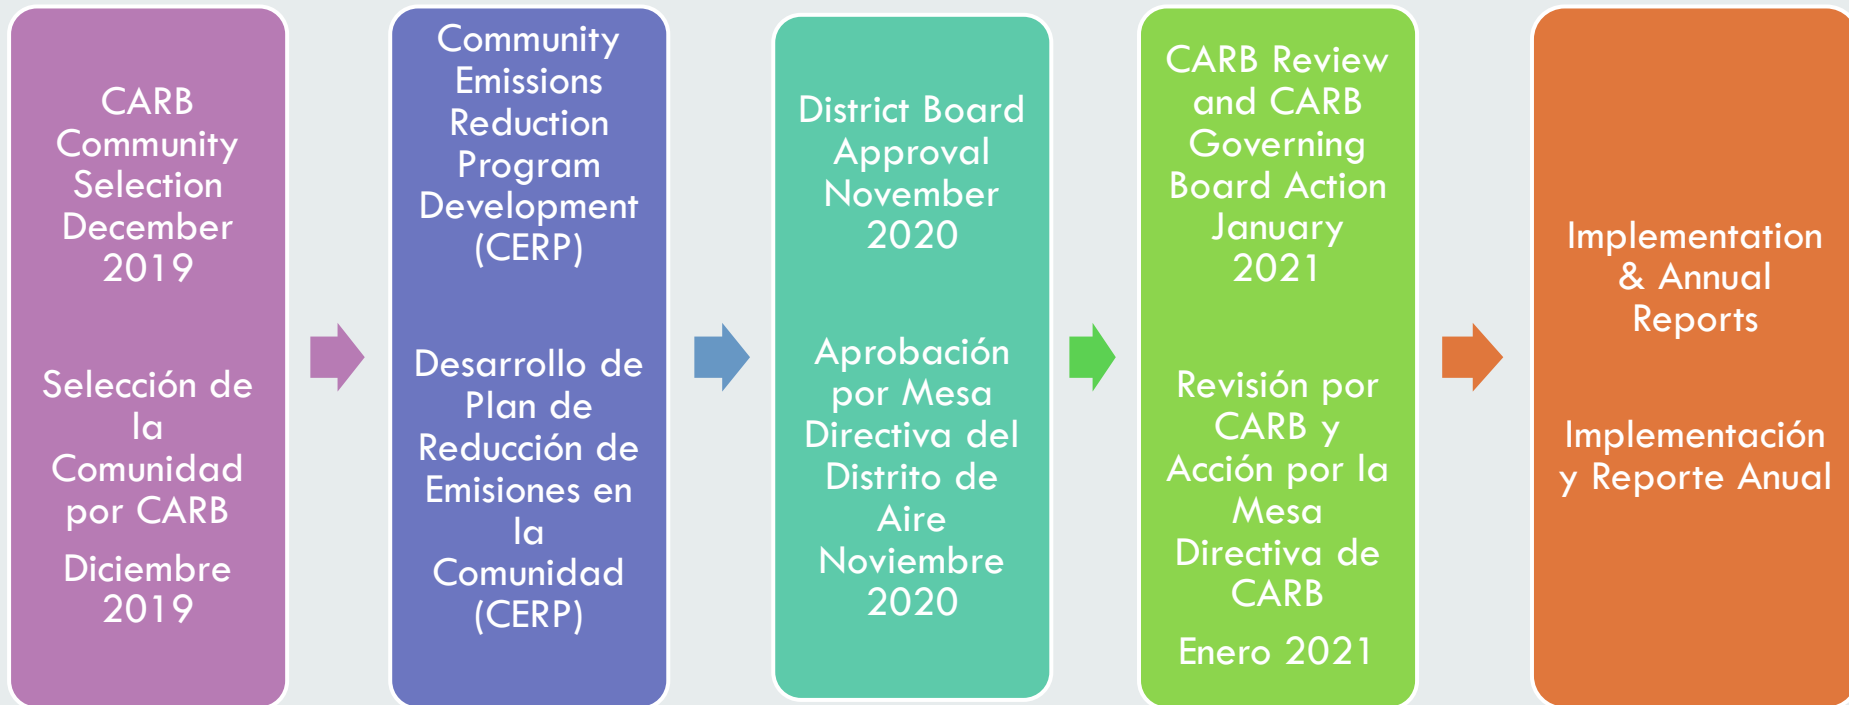 CARB
Community
Selection
December
2019
Selección de
la
Comunidad
por CARB
Diciembre
2019
Community
Emissions
Reduction
Program
Development
(CERP)
Desarrollo de
Plan de
Reducción de
Emisiones en
la
Comunidad
(CERP)
District Board
Approval
November
2020
Aprobación
por Mesa
Directiva del
Distrito de
Aire
Noviembre
2020
CARB Review
and CARB
Governing
Board Action
January
2021
Revisión por
CARB y
Acción por la
Mesa
Directiva de
CARB
Enero 2021
Implementation
& Annual
Reports
Implementación
y Reporte Anual